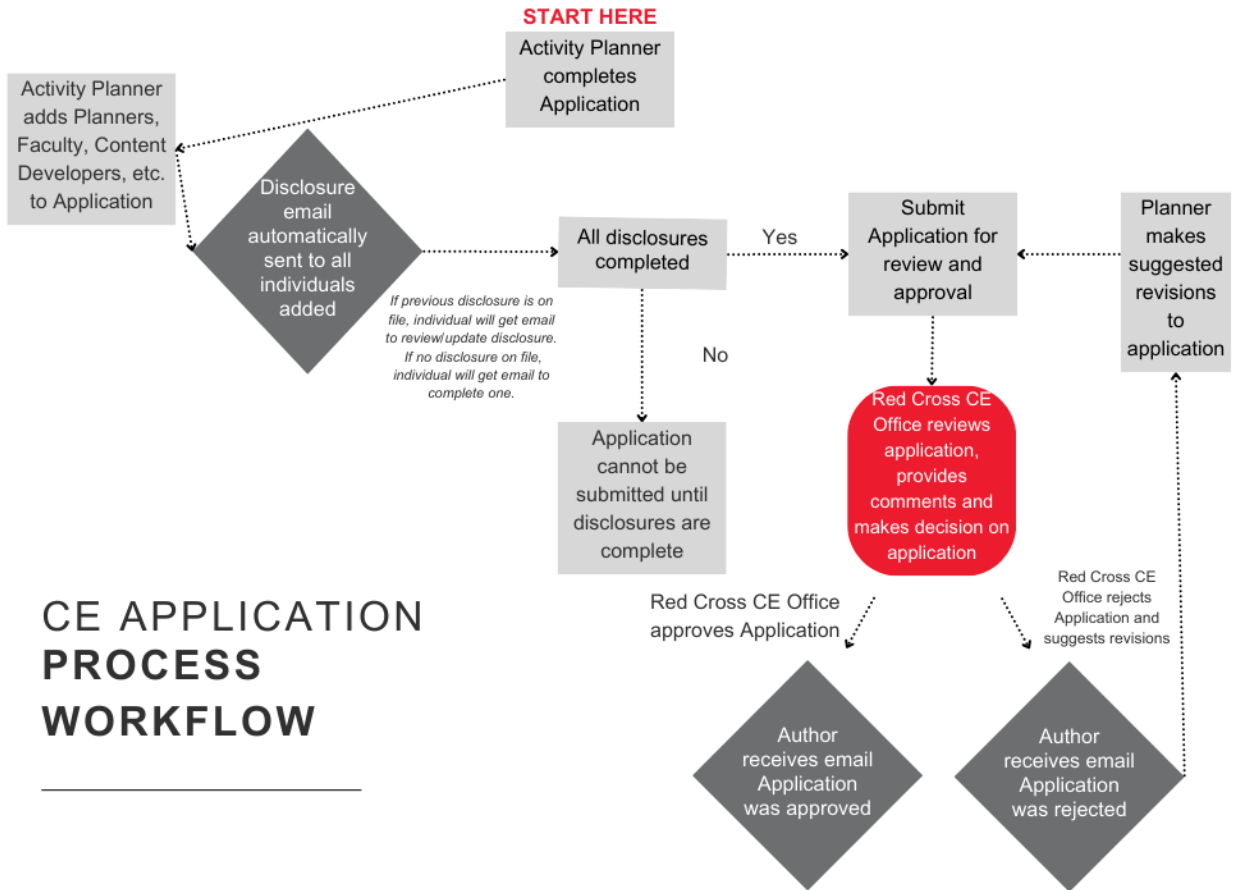 START HERE
Activity Planner
completes
Application
Activity Planner
adds Planners,
Faculty, Content
Developers, etc.
to Application
Disclosure
email
automatically
sent to all
individuals
added
If previous disclosure is on
file, individual will get email
to review/update disclosure.
If no disclosure on file,
individual will get email to
complete one.
All disclosures
completed
Yes
No
Application
cannot be
submitted until
disclosures are
complete
Submit
Application for
review and
approval
Planner
makes
suggested
revisions
to
application
Red Cross CE
Office reviews
application,
provides
comments and
makes decision on
application
Red Cross CE Office
approves Application
Red Cross CE
Office rejects
Application and
suggests revisions
Author
receives email
Application
was approved
Author
receives email
Application
was rejected
CE APPLICATION
PROCESS
WORKFLOW